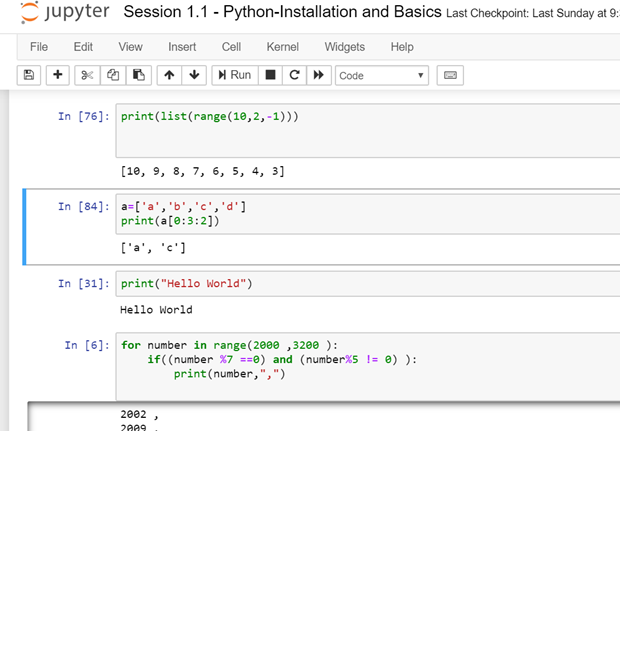 jupyter Session 1.1 - Python-Installation and Basics Last Checkpoint: Last Sunday at 9:
File Edit View Insert Cell Kernel Widgets Help
Run Code
In [76]: print(list(range(10,2,-1)))
[10, 9, 8, 7, 6, 5, 4, 3]
In [84]: a=['a','b','c','d']
print(a[0:3:2])
['a', 'c']
In [31]: print("Hello World")
Hello World
In [6]: for number in range(2000 ,3200 ):
if((number %7 ==0) and (number%5 != 0) ):
print(number,",")
2002 ,
2009 ,